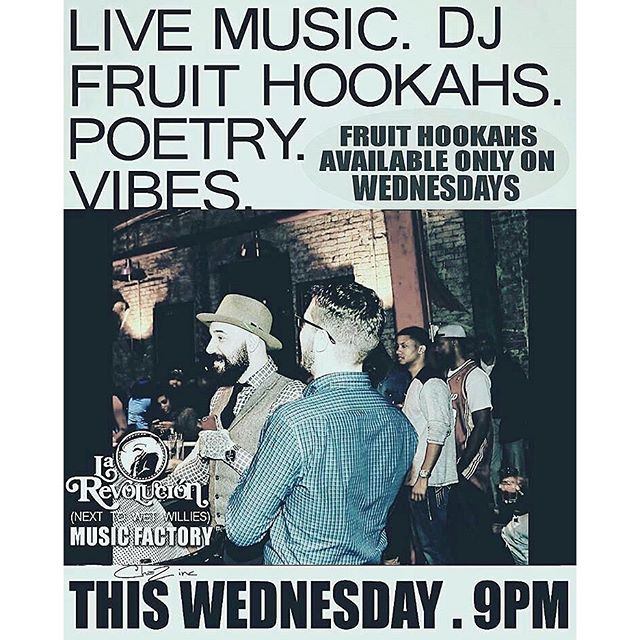 LIVE MUSIC. DJ
FRUIT HOOKAHS.
POETRY.
VIBES.
FRUIT HOOKAHS
AVAILABLE ONLY ON
WEDNESDAYS
La
Revolución
(NEXT TO WET WILLIES)
MUSIC FACTORY
THIS WEDNESDAY . 9PM